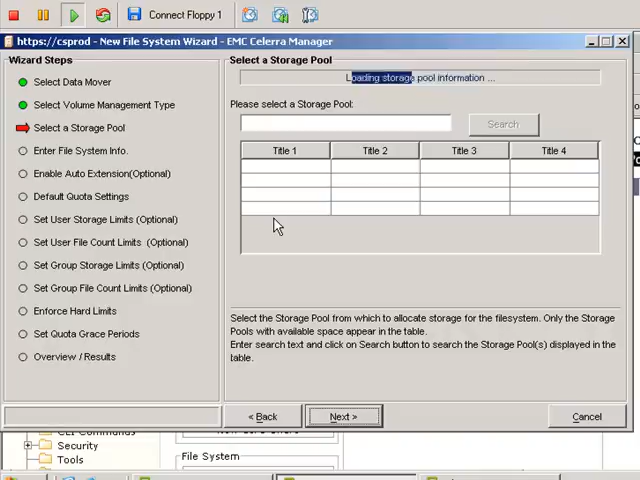 Connect Floppy 1
https://csprod - New File System Wizard - EMC Celerra Manager
Wizard Steps
Select Data Mover
Select Volume Management Type
Select a Storage Pool
Enter File System Info.
Enable Auto Extension(Optional)
Default Quota Settings
Set User Storage Limits (Optional)
Set User File Count Limits (Optional)
Set Group Storage Limits (Optional)
Set Group File Count Limits (Optional)
Enforce Hard Limits
Set Quota Grace Periods
Overview / Results
Select a Storage Pool
Loading storage pool information ...
Please select a Storage Pool:
Search
Title 1 Title 2 Title 3 Title 4
Select the Storage Pool from which to allocate storage for the filesystem. Only the Storage
Pools with available space appear in the table.
Enter search text and click on Search button to search the Storage Pool(s) displayed in the
table.
< Back Next > Cancel
Security
Tools
File System